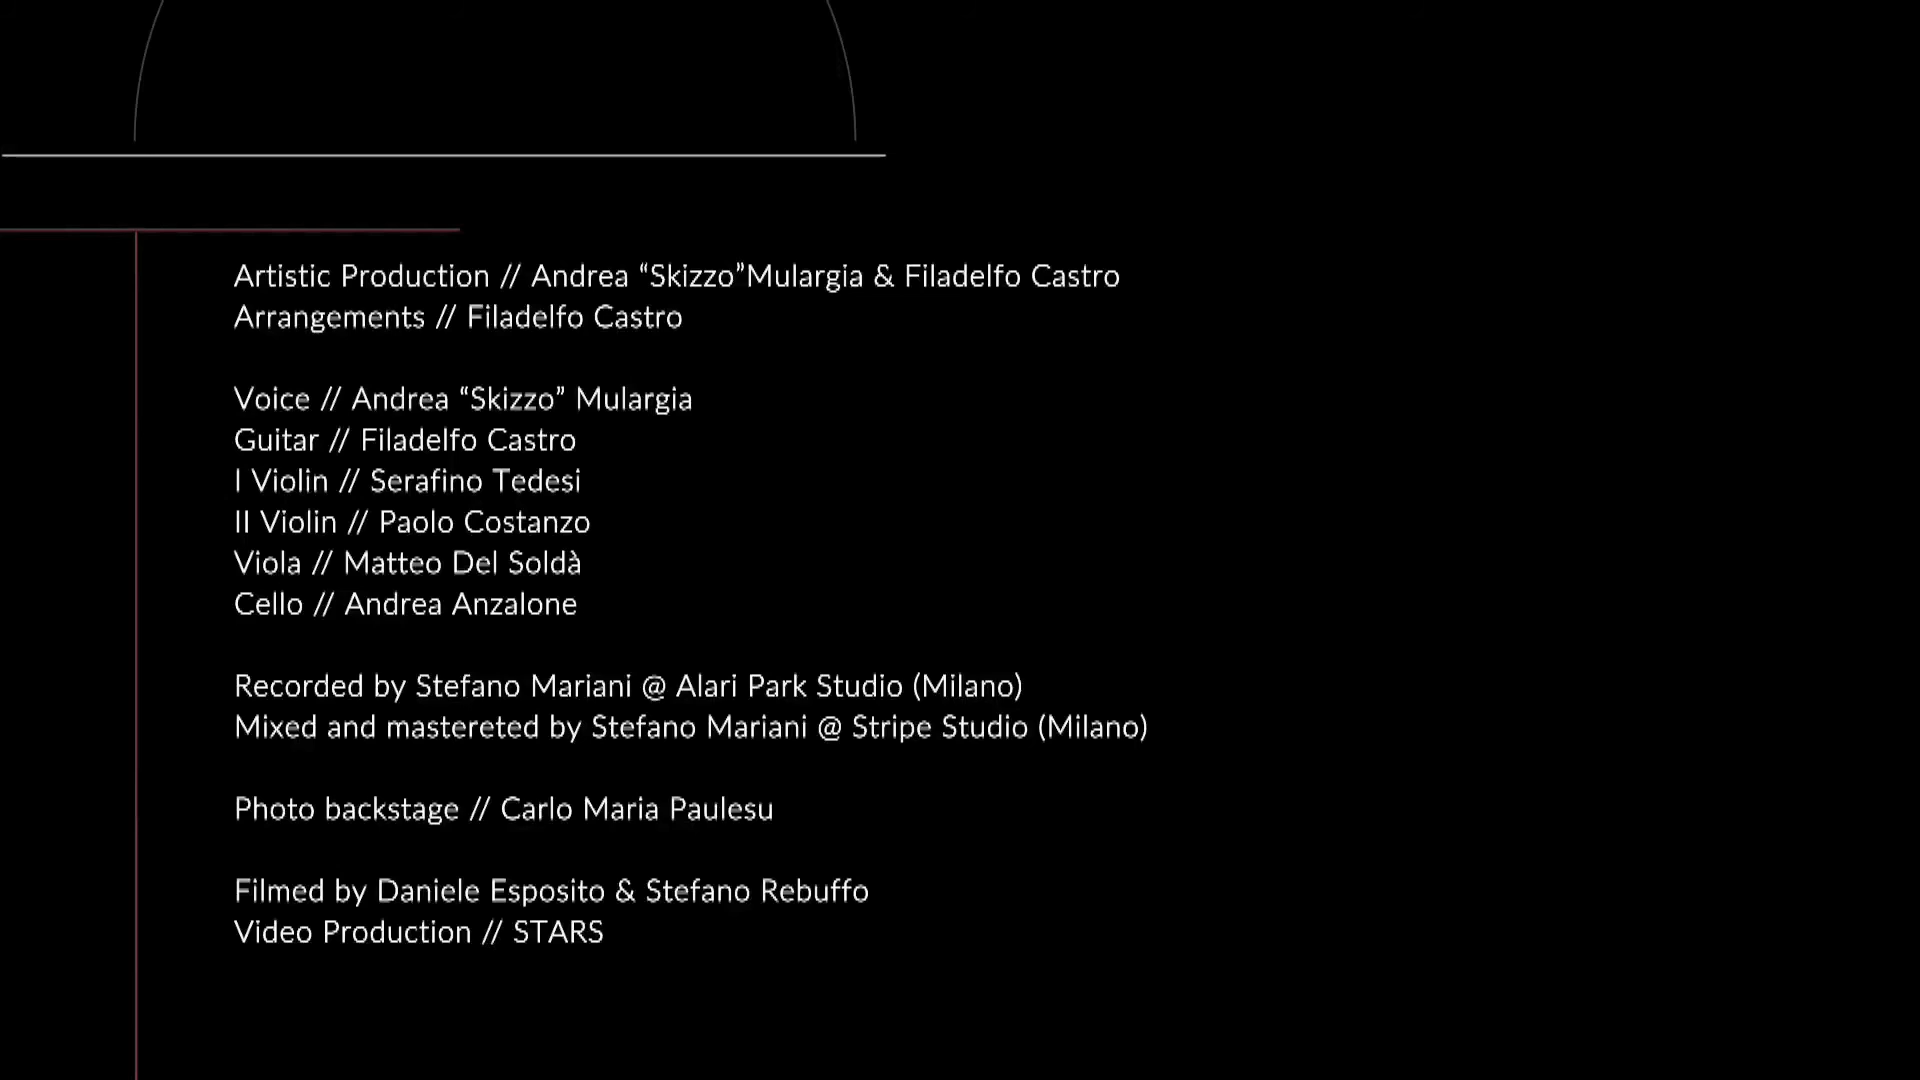 Artistic Production // Andrea “Skizzo”Mulargia & Filadelfo Castro
Arrangements // Filadelfo Castro
Voice // Andrea “Skizzo” Mulargia
Guitar // Filadelfo Castro
I Violin // Serafino Tedesi
II Violin // Paolo Costanzo
Viola // Matteo Del Soldà
Cello // Andrea Anzalone
Recorded by Stefano Mariani @ Alari Park Studio (Milano)
Mixed and mastereted by Stefano Mariani @ Stripe Studio (Milano)
Photo backstage // Carlo Maria Paulesu
Filmed by Daniele Esposito & Stefano Rebuffo
Video Production // STARS